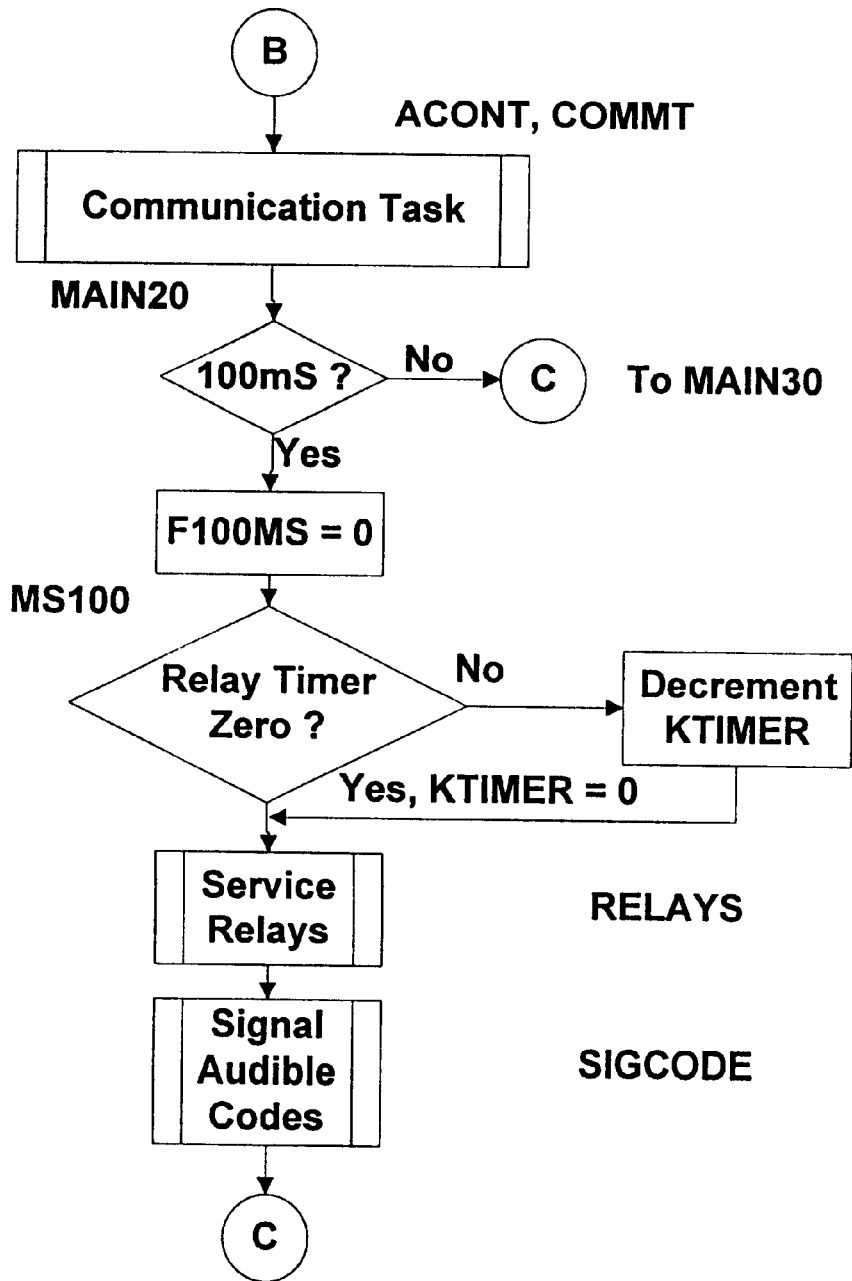 B
ACONT, COMMT
Communication Task
MAIN20
100mS ?
No
C
To MAIN30
Yes
F100MS = 0
MS100
Relay Timer
Zero ?
No
Decrement
KTIMER
Yes, KTIMER = 0
Service
Relays
RELAYS
Signal
Audible
Codes
SIGCODE
C